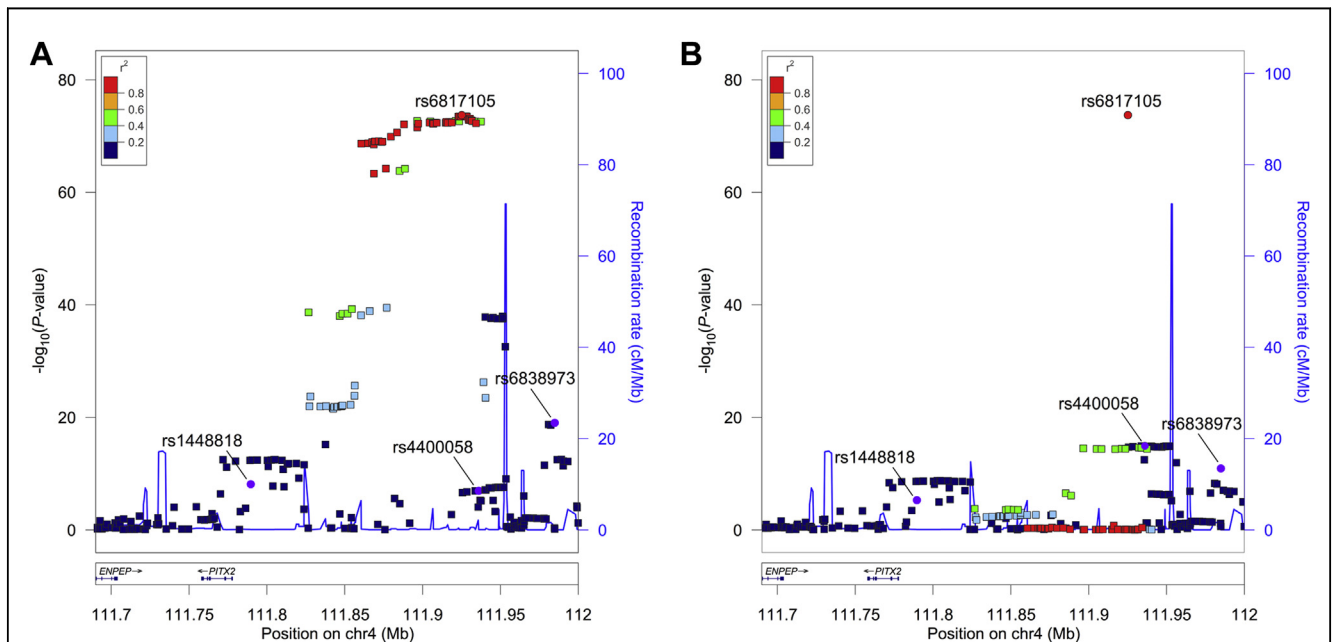 A
r2
0.8
0.6
0.4
0.2
rs6817105
rs6838973
rs1448818
rs4400058
80
60
40
20
0
-log10(P-value)
100
80
60
40
20
0
Recombination rate (cM/Mb)
ENPEP→
←PITX2
111.7 111.75 111.8 111.85 111.9 111.95 112
Position on chr4 (Mb)
B
r2
0.8
0.6
0.4
0.2
rs6817105
rs4400058
rs6838973
rs1448818
80
60
40
20
0
-log10(P-value)
100
80
60
40
20
0
Recombination rate (cM/Mb)
ENPEP→
←PITX2
111.7 111.75 111.8 111.85 111.9 111.95 112
Position on chr4 (Mb)